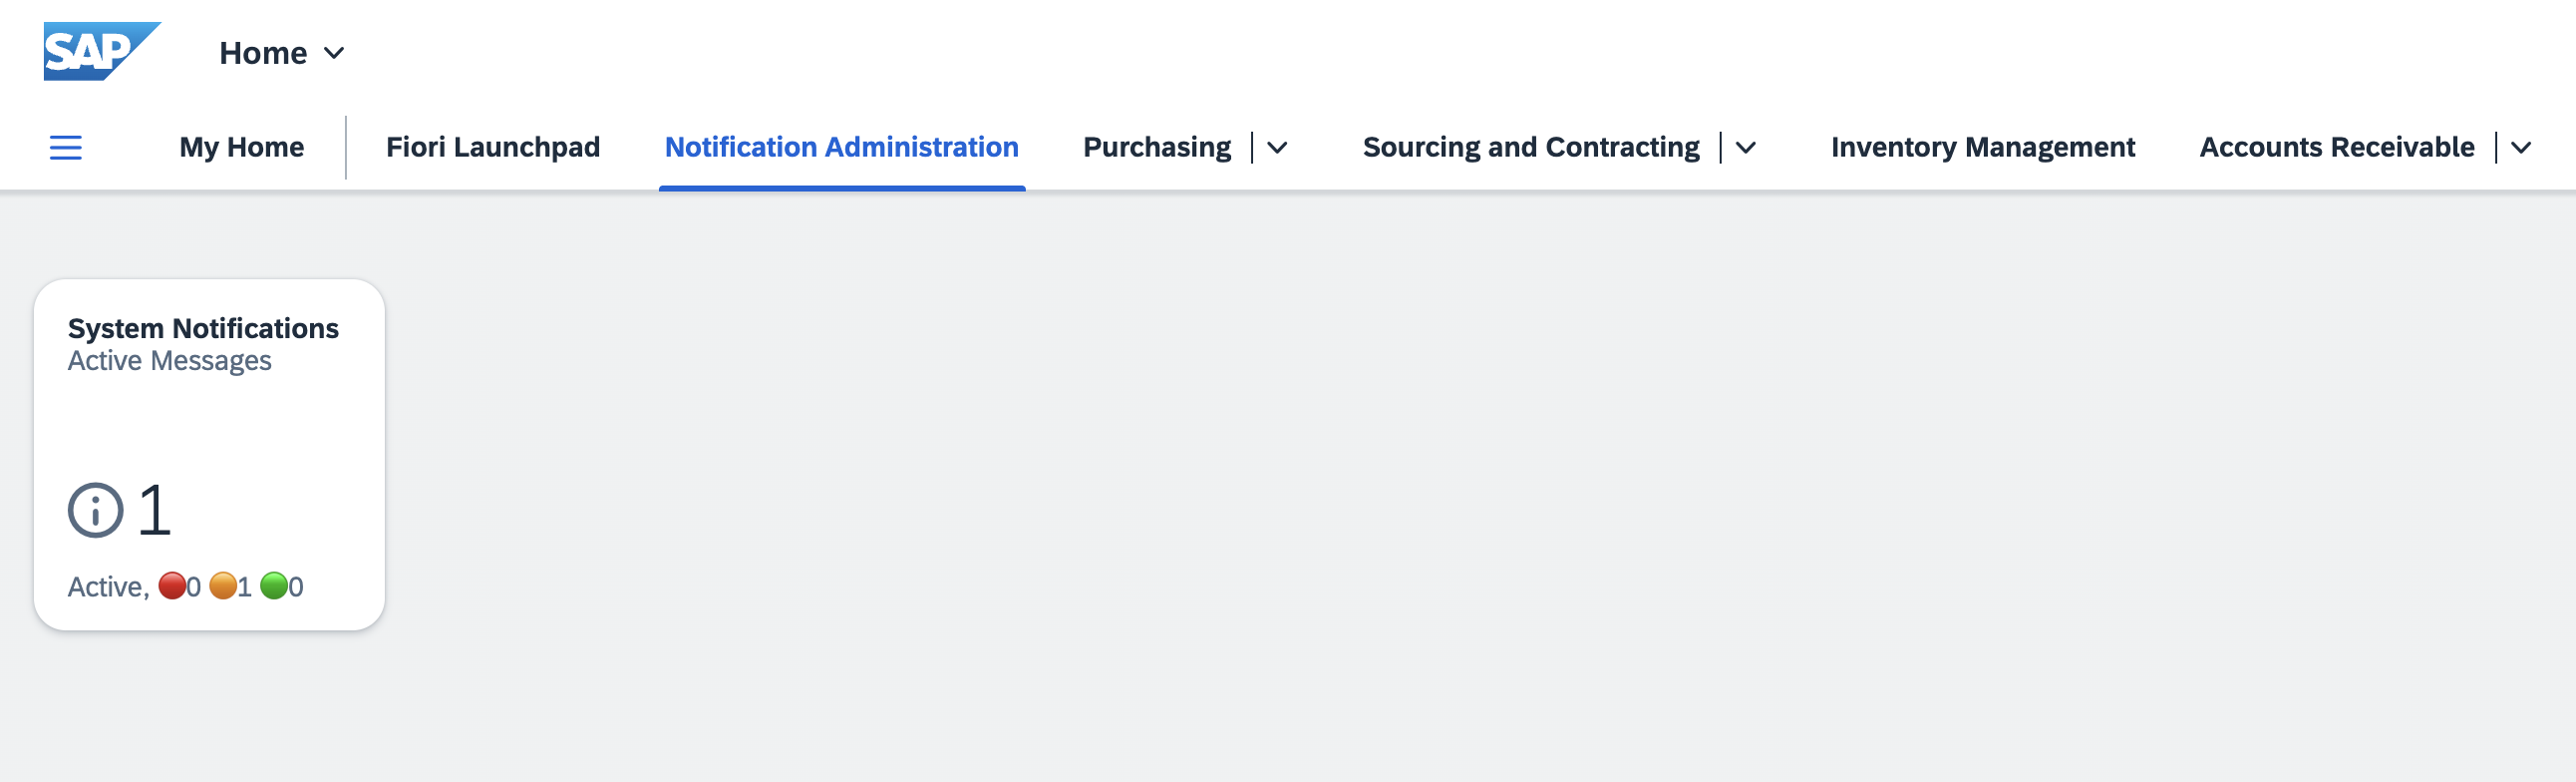 SAP
Home
My Home
Fiori Launchpad
Notification Administration
Purchasing
Sourcing and Contracting
Inventory Management
Accounts Receivable
System Notifications
Active Messages
1
Active, 🔴0 🟠1 🟢0